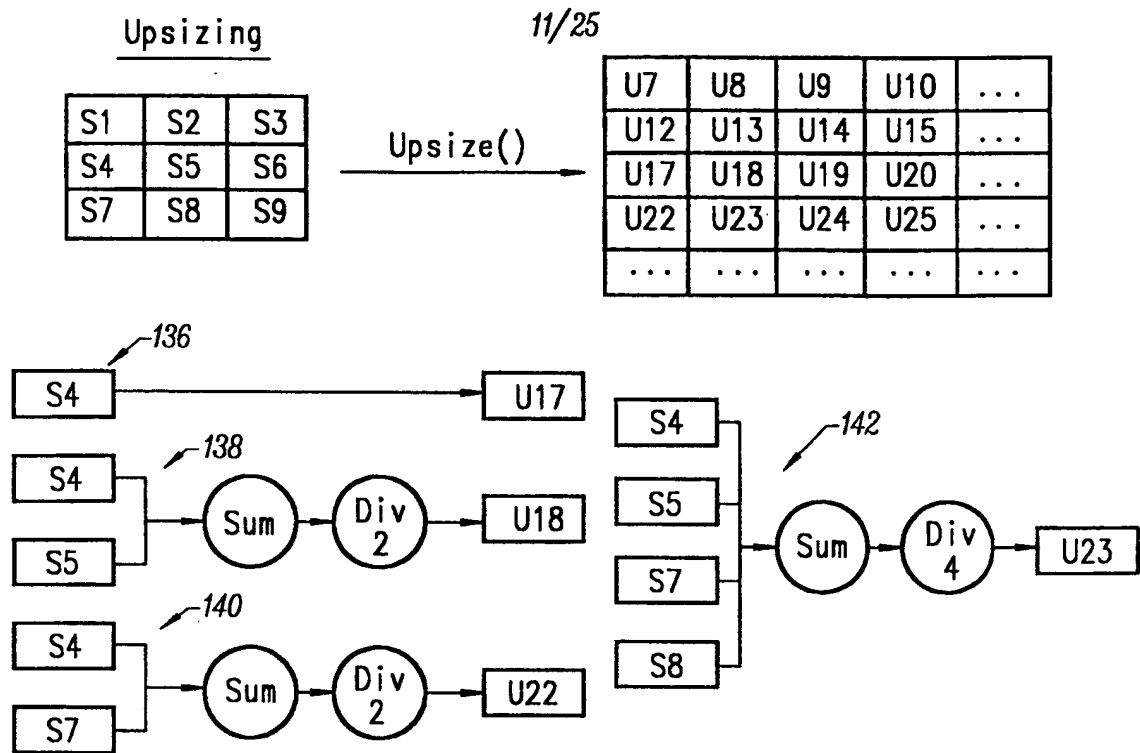 Upsizing
11/25
S1 S2 S3
S4 S5 S6
S7 S8 S9
Upsize()
U7 U8 U9 U10 ...
U12 U13 U14 U15 ...
U17 U18 U19 U20 ...
U22 U23 U24 U25 ...
... ... ... ... ...
136
S4 U17
138
S4
S5
Sum
Div 2
U18
140
S4
S7
Sum
Div 2
U22
142
S4
S5
S7
S8
Sum
Div 4
U23